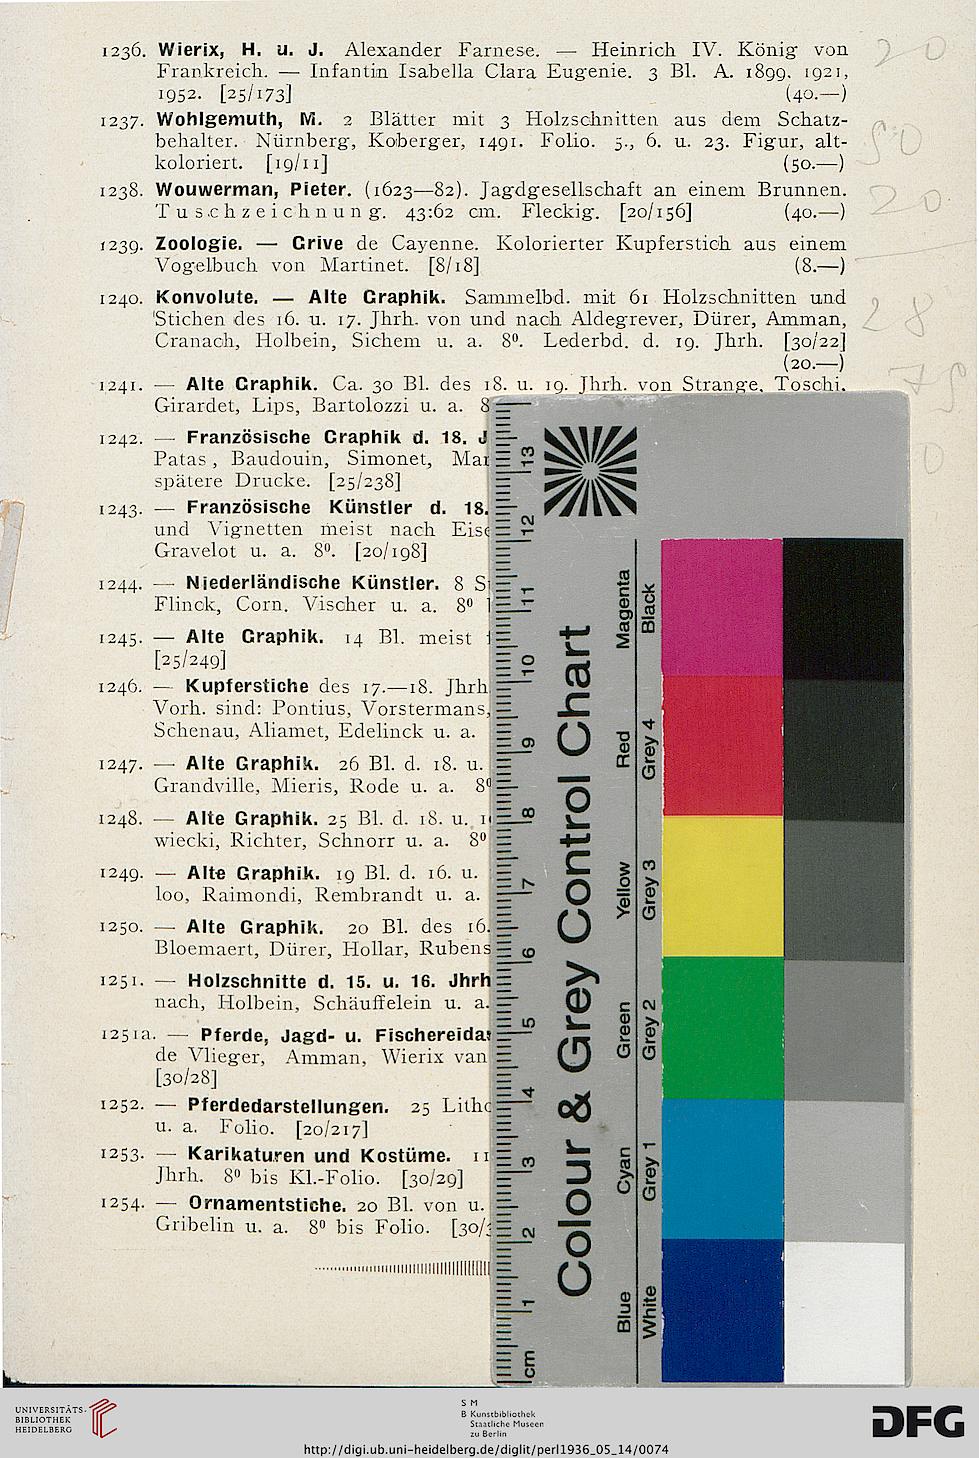 1236. Wierix, H. u. J. Alexander Farnese. — Heinrich IV. König von
Frankreich. — Infantin Isabella Clara Eugenie. 3 Bl. A. 1899. 1921,
1952. [25/173] (40.—)
20
1237. Wohlgemuth, M. 2 Blätter mit 3 Holzschnitten aus dem Schatz-
behalter. Nürnberg, Koberger, 1491. Folio. 5., 6. u. 23. Figur, alt-
koloriert. [19/11] (50.—)
50
1238. Wouwerman, Pieter. (1623—82). Jagdgesellschaft an einem Brunnen.
Tuschzeichnung. 43:62 cm. Fleckig. [20/156] (40.—)
20
1239. Zoologie. — Grive de Cayenne. Kolorierter Kupferstich aus einem
Vogelbuch von Martinet. [8/18] (8.—)
1240. Konvolute. — Alte Graphik. Sammelbd. mit 61 Holzschnitten und
Stichen des 16. u. 17. Jhrh. von und nach Aldegrever, Dürer, Amman,
Cranach, Holbein, Sichem u. a. 8⁰. Lederbd. d. 19. Jhrh. [30/22]
(20.—)
28
1241. — Alte Graphik. Ca. 30 Bl. des 18. u. 19. Jhrh. von Strange, Toschi,
Girardet, Lips, Bartolozzi u. a. 8
1242. — Französische Graphik d. 18. J
Patas, Baudouin, Simonet, Mar
spätere Drucke. [25/238]
1243. — Französische Künstler d. 18.
und Vignetten meist nach Eise
Gravelot u. a. 8⁰. [20/198]
1244. — Niederländische Künstler. 8 S
Flinck, Corn. Vischer u. a. 8⁰
1245. — Alte Graphik. 14 Bl. meist
[25/249]
1246. — Kupferstiche des 17.—18. Jhrh
Vorh. sind: Pontius, Vorstermans,
Schenau, Aliamet, Edelinck u. a.
1247. — Alte Graphik. 26 Bl. d. 18. u.
Grandville, Mieris, Rode u. a. 8⁰
1248. — Alte Graphik. 25 Bl. d. 18. u. 1
wiecki, Richter, Schnorr u. a. 8⁰
1249. — Alte Graphik. 19 Bl. d. 16. u.
loo, Raimondi, Rembrandt u. a.
1250. — Alte Graphik. 20 Bl. des 16.
Bloemaert, Dürer, Hollar, Rubens
1251. — Holzschnitte d. 15. u. 16. Jhrh
nach, Holbein, Schäuffelein u. a.
1251a. — Pferde, Jagd- u. Fischereida
de Vlieger, Amman, Wierix van
[30/28]
1252. — Pferdedarstellungen. 25 Litho
u. a. Folio. [20/217]
1253. — Karikaturen und Kostüme. 11
Jhrh. 8⁰ bis Kl.-Folio. [30/29]
1254. — Ornamentstiche. 20 Bl. von u.
Gribelin u. a. 8⁰ bis Folio. [30/
Colour & Grey Control Chart
Blue Cyan Green Yellow Red Magenta
White Grey 1 Grey 2 Grey 3 Grey 4 Black
cm 1 2 3 4 5 6 7 8 9 10 11 12 13
UNIVERSITÄTS-
BIBLIOTHEK
HEIDELBERG
S M
B Kunstbibliothek
Staatliche Museen
zu Berlin
DFG
http://digi.ub.uni-heidelberg.de/diglit/perl1936_05_14/0074